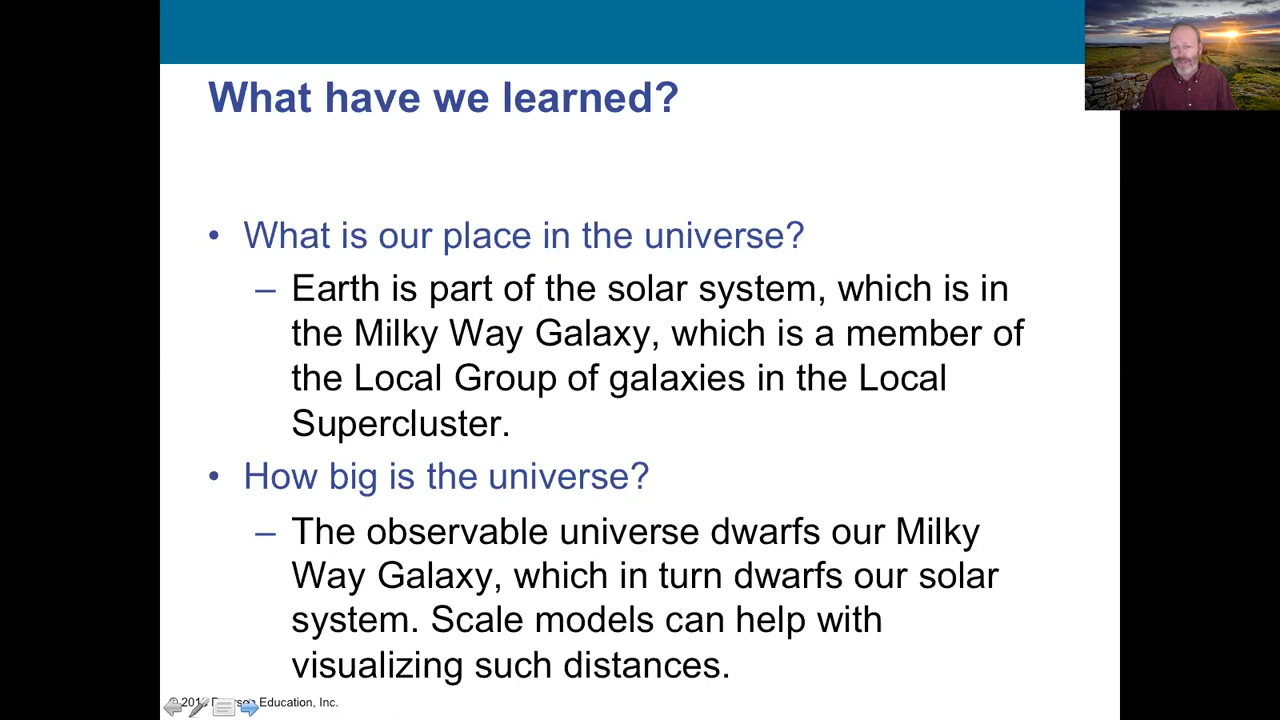 What have we learned?
• What is our place in the universe?
– Earth is part of the solar system, which is in
the Milky Way Galaxy, which is a member of
the Local Group of galaxies in the Local
Supercluster.
• How big is the universe?
– The observable universe dwarfs our Milky
Way Galaxy, which in turn dwarfs our solar
system. Scale models can help with
visualizing such distances.
Education, Inc.